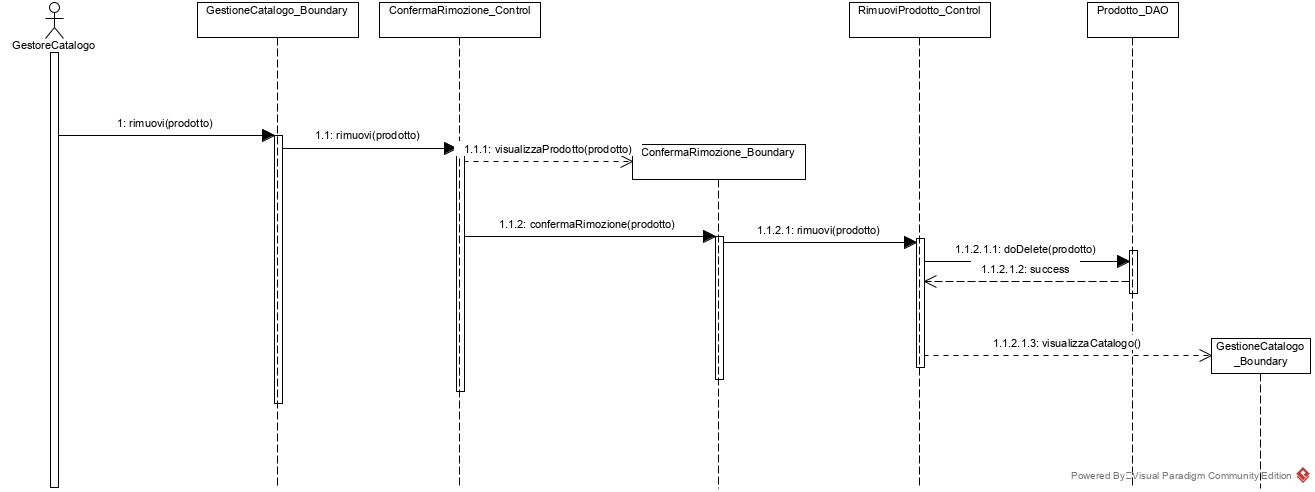 GestoreCatalogo
GestioneCatalogo_Boundary
ConfermaRimozione_Control
RimuoviProdotto_Control
Prodotto_DAO
1: rimuovi(prodotto)
1.1: rimuovi(prodotto)
1.1.1: visualizzaProdotto(prodotto)
ConfermaRimozione_Boundary
1.1.2: confermaRimozione(prodotto)
1.1.2.1: rimuovi(prodotto)
1.1.2.1.1: doDelete(prodotto)
1.1.2.1.2: success
1.1.2.1.3: visualizzaCatalogo()
GestioneCatalogo
_Boundary
Powered By Visual Paradigm Community Edition